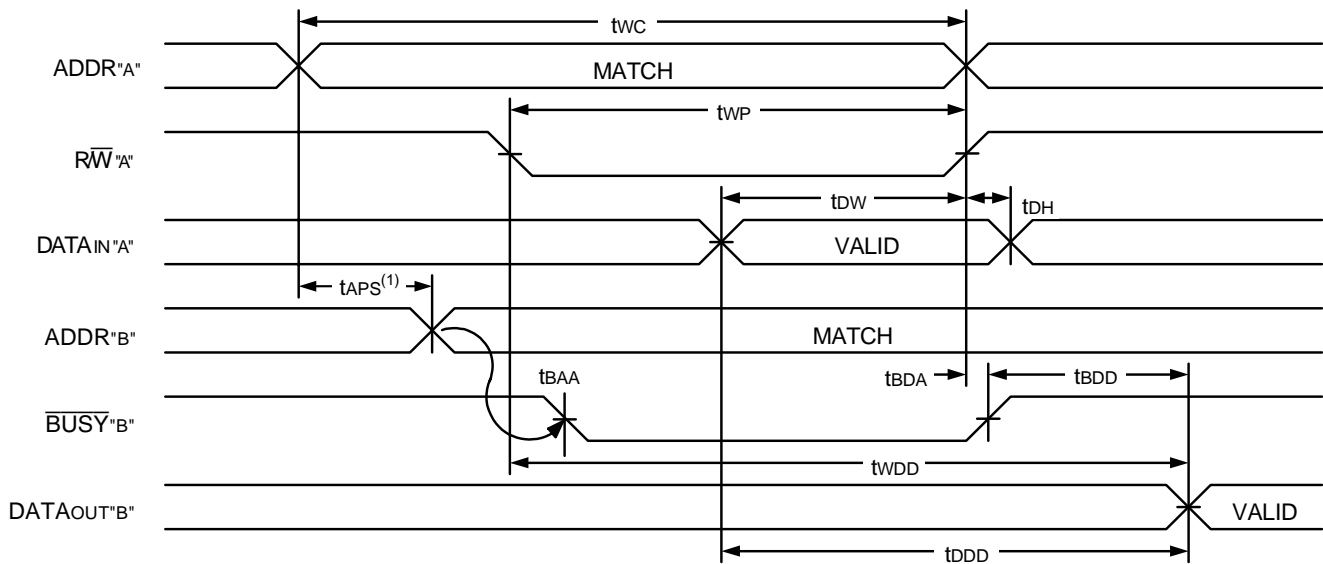 tWC
ADDR"A" MATCH
tWP
RW̅"A"
tDW tDH
DATAIN"A" VALID
tAPS(1)
ADDR"B" MATCH
tBAA tBDA tBDD
B̅U̅S̅Y̅"B"
tWDD
DATAOUT"B" VALID
tDDD